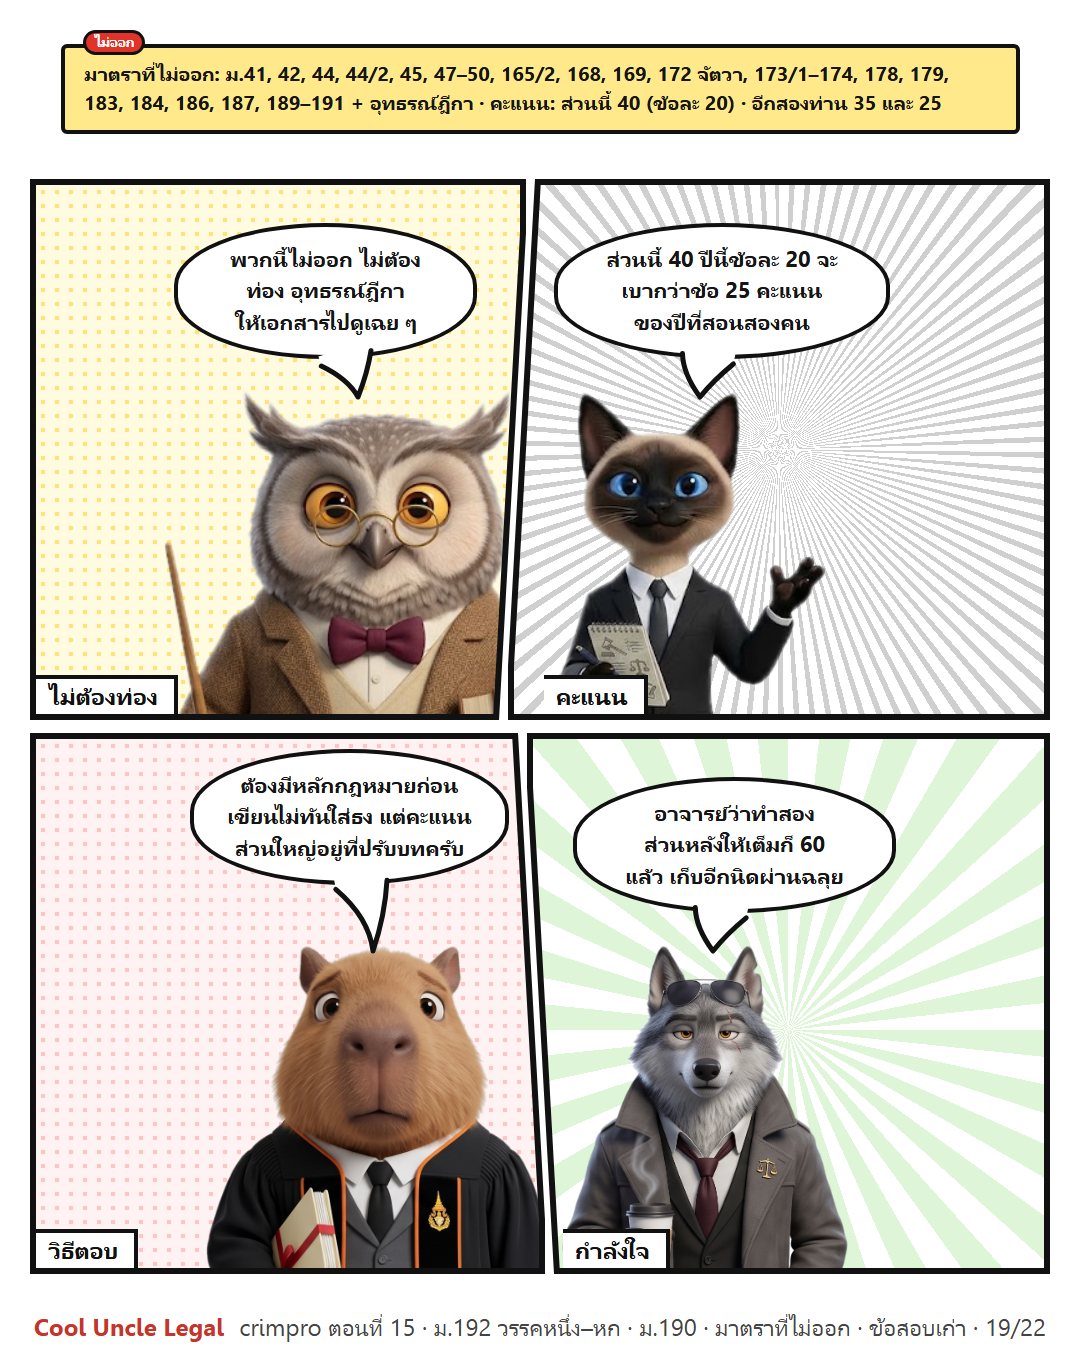 ไม่ออก
มาตราที่ไม่ออก: ม.41, 42, 44, 44/2, 45, 47–50, 165/2, 168, 169, 172 จัตวา, 173/1–174, 178, 179,
183, 184, 186, 187, 189–191 + อุทธรณ์ฎีกา · คะแนน: ส่วนนี้ 40 (ข้อละ 20) · อีกสองท่าน 35 และ 25
พวกนี้ไม่ออก ไม่ต้อง
ท่อง อุทธรณ์ฎีกา
ให้เอกสารไปดูเฉย ๆ
ไม่ต้องท่อง
ส่วนนี้ 40 ปีนี้ข้อละ 20 จะ
เบากว่าข้อ 25 คะแนน
ของปีที่สอนสองคน
คะแนน
ต้องมีหลักกฎหมายก่อน
เขียนไม่ทันใส่ธง แต่คะแนน
ส่วนใหญ่อยู่ที่ปรับบทครับ
วิธีตอบ
อาจารย์ว่าทำสอง
ส่วนหลังให้เต็มก็ 60
แล้ว เก็บอีกนิดผ่านฉลุย
กำลังใจ
Cool Uncle Legal crimpro ตอนที่ 15 · ม.192 วรรคหนึ่ง–หก · ม.190 · มาตราที่ไม่ออก · ข้อสอบเก่า · 19/22